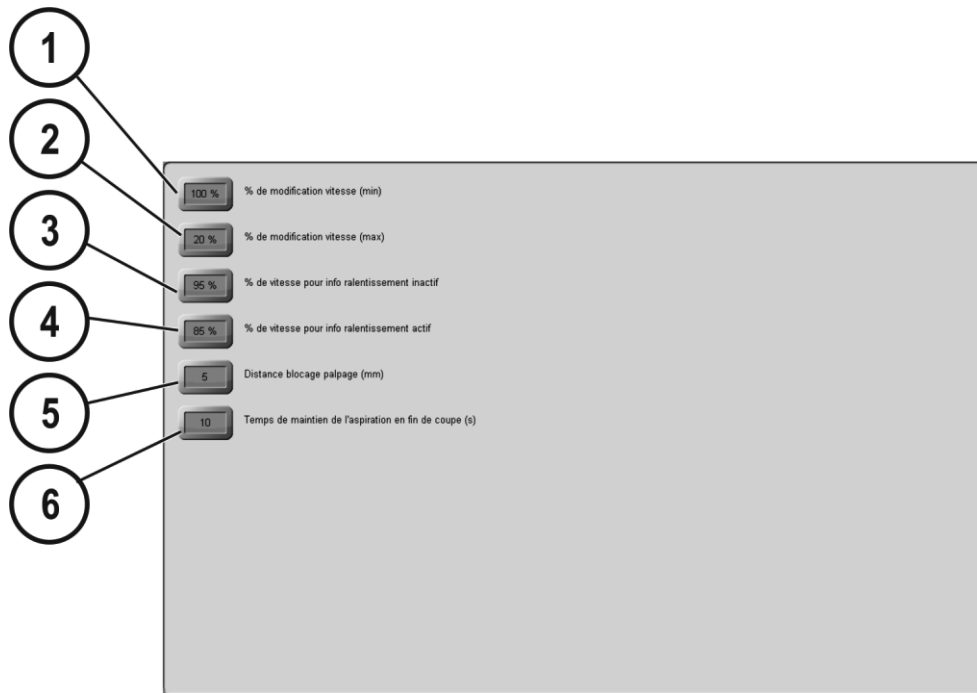 1
2
3
4
5
6
100 % % de modification vitesse (min)
20 % % de modification vitesse (max)
95 % % de vitesse pour info ralentissement inactif
85 % % de vitesse pour info ralentissement actif
5 Distance blocage palpage (mm)
10 Temps de maintien de l'aspiration en fin de coupe (s)